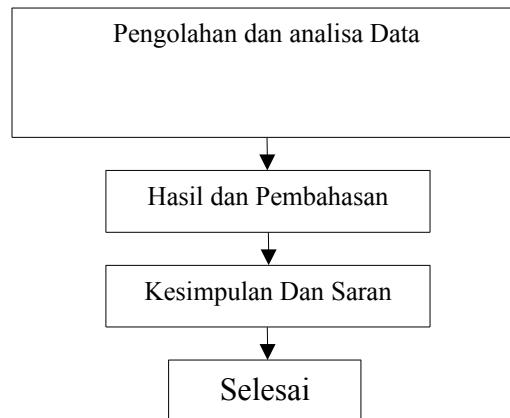 Pengolahan dan analisa Data
Hasil dan Pembahasan
Kesimpulan Dan Saran
Selesai